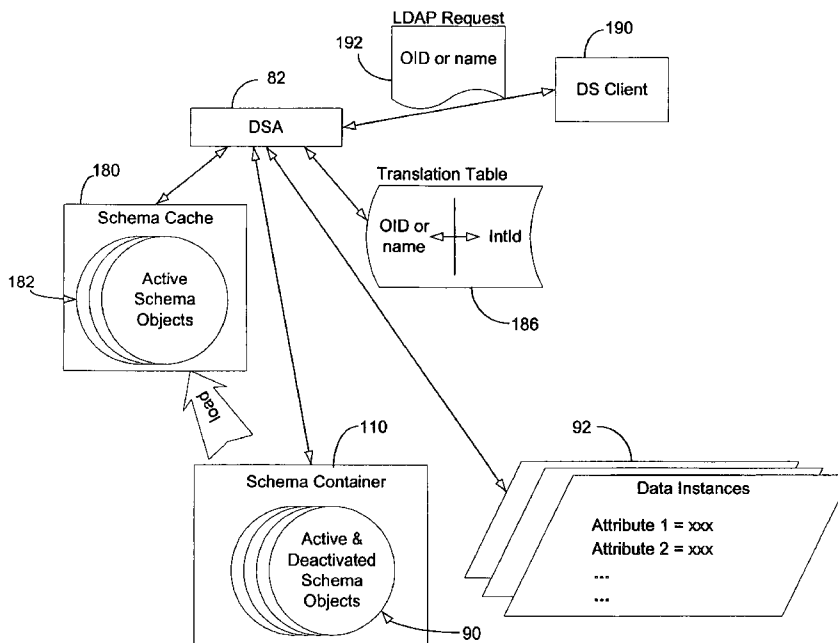 LDAP Request
192
OID or name
190
DS Client
82
DSA
180
Schema Cache
Translation Table
OID or
name
IntId
182
Active
Schema
Objects
186
load
110
92
Schema Container
Data Instances
Active &
Deactivated
Schema
Objects
Attribute 1 = xxx
Attribute 2 = xxx
...
...
90